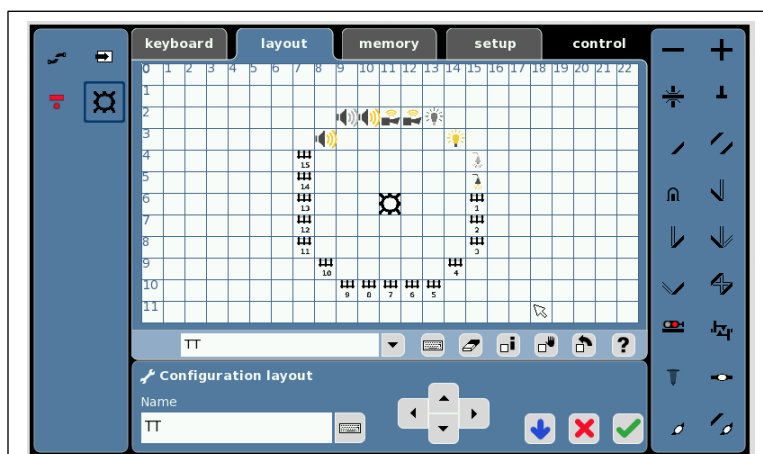 keyboard layout memory setup control
0 1 2 3 4 5 6 7 8 9 10 11 12 13 14 15 16 17 18 19 20 21 22
1
2
3
4
15
5
14
6
13 1
7
12 2
8
11 3
9
10 4
10
9 8 7 6 5
11
TT
i ?
Configuration layout
Name
TT